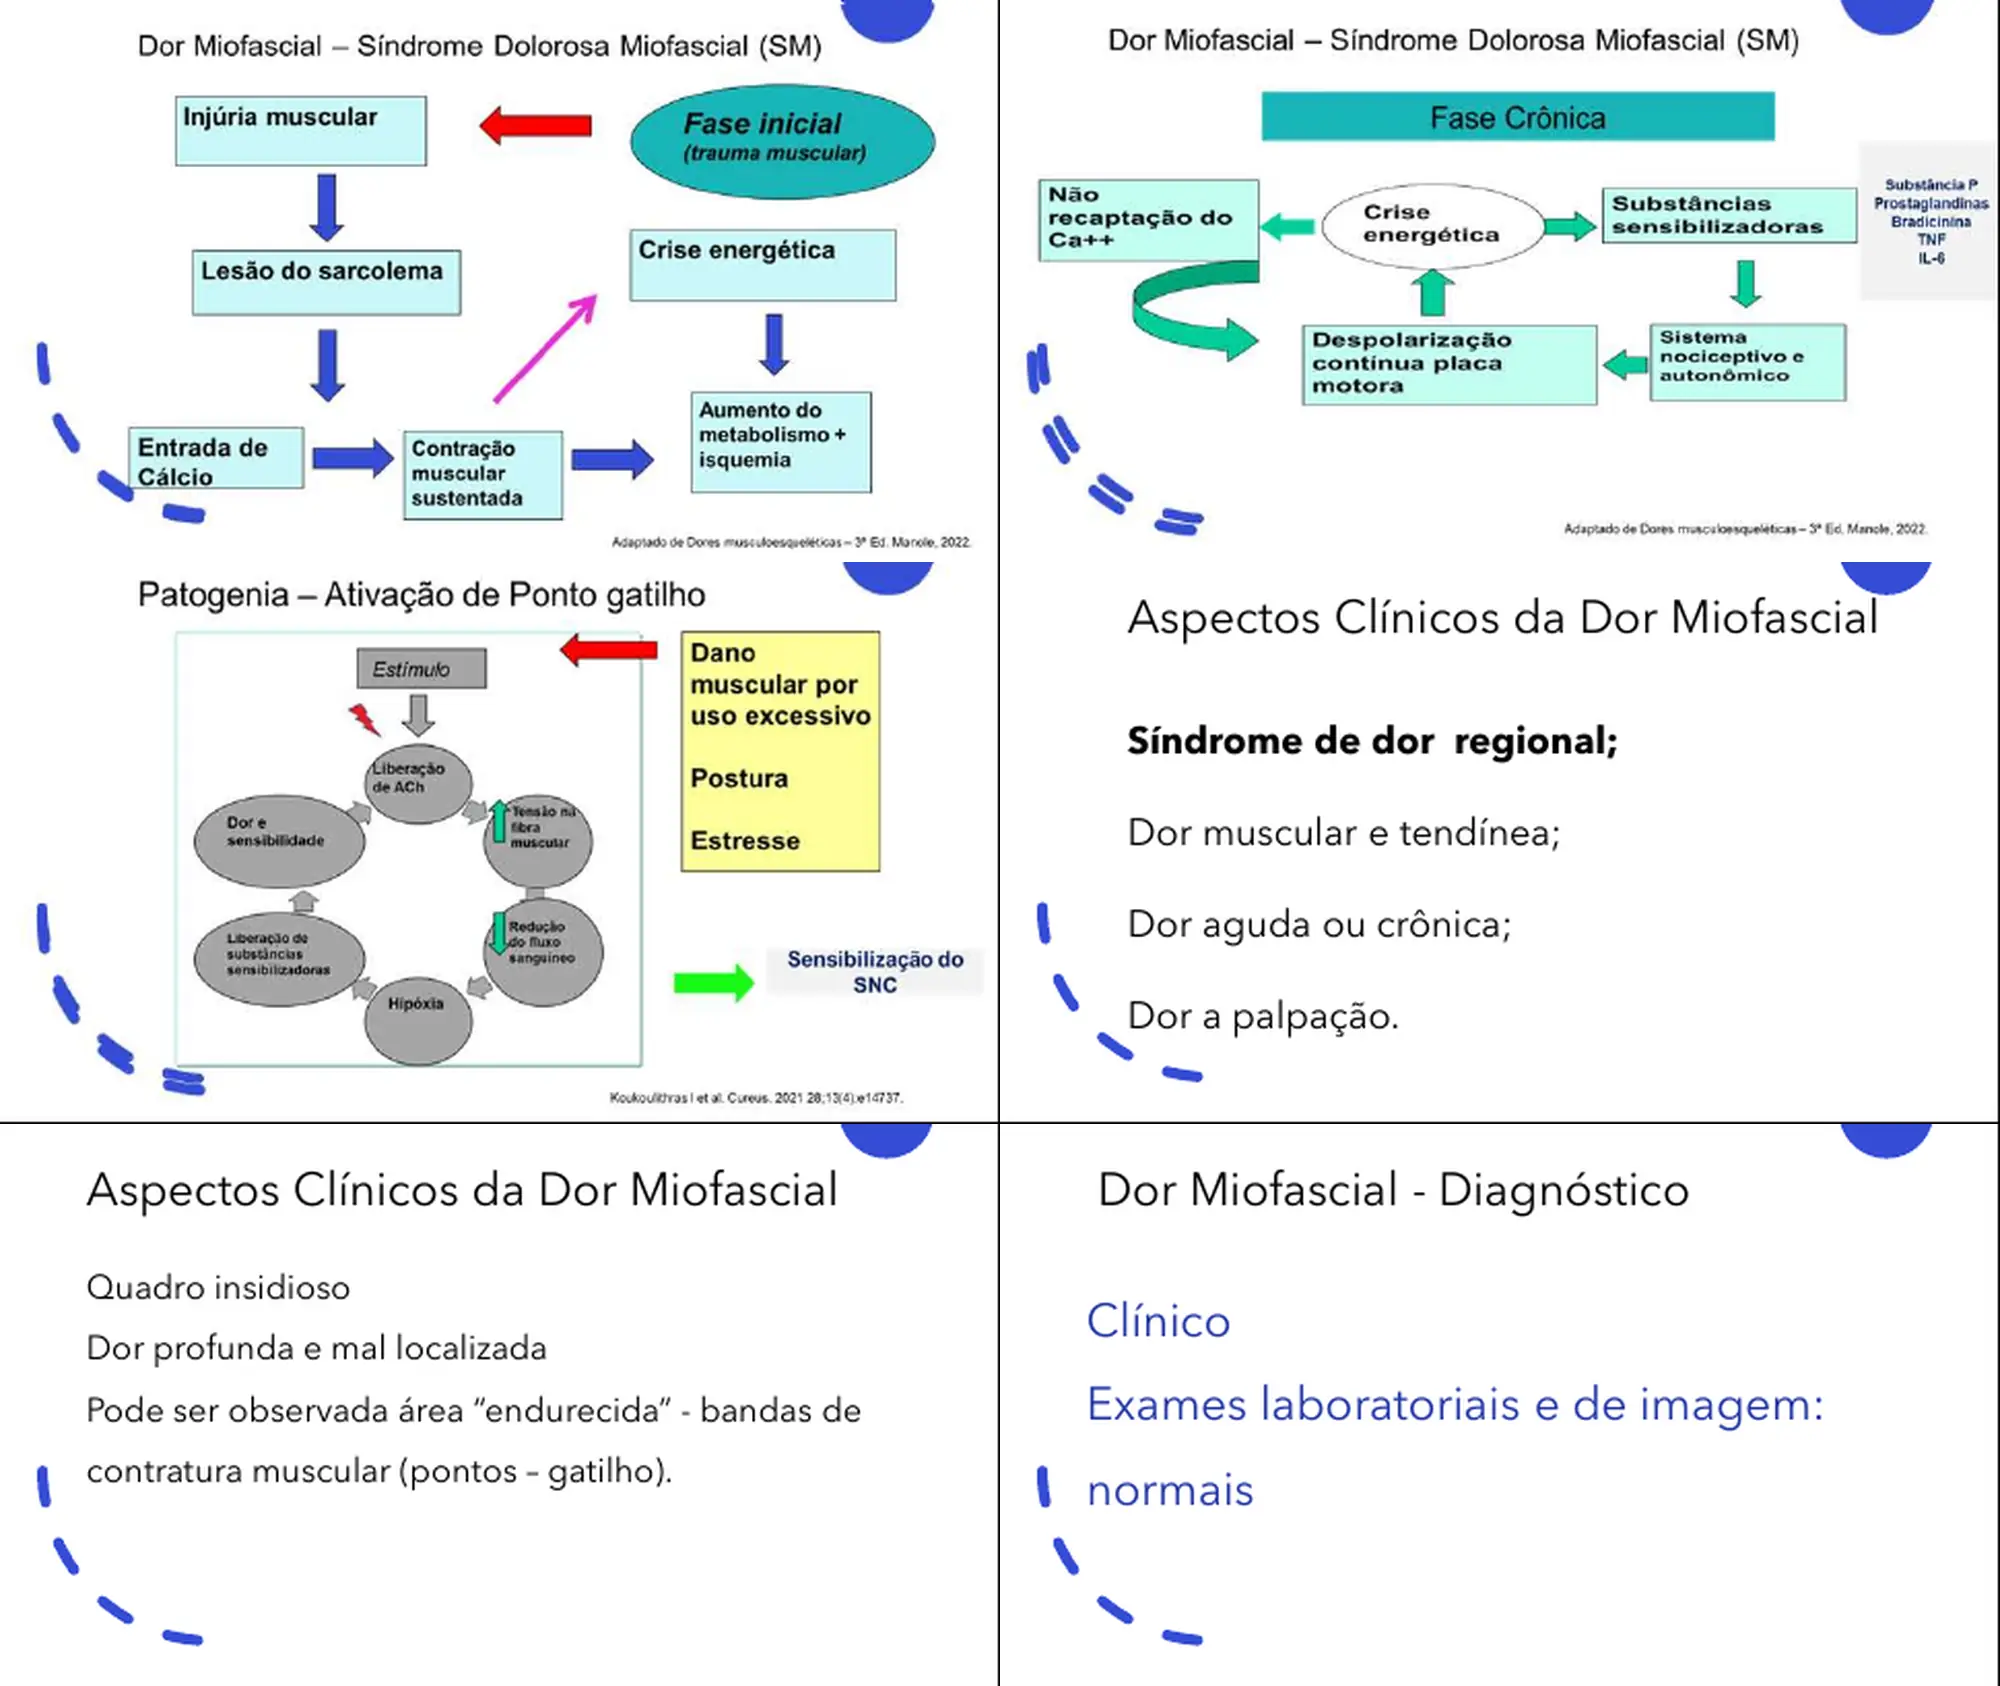 Dor Miofascial – Síndrome Dolorosa Miofascial (SM)
Injúria muscular
Fase inicial
(trauma muscular)
Lesão do sarcolema
Crise energética
Entrada de
Cálcio
Contração
muscular
sustentada
Aumento do
metabolismo +
isquemia
Adaptado de Dores musculoesqueléticas – 3ª Ed. Manole, 2022.
Dor Miofascial – Síndrome Dolorosa Miofascial (SM)
Fase Crônica
Não
recaptação do
Ca++
Crise
energética
Substâncias
sensibilizadoras
Substância P
Prostaglandinas
Bradicinina
TNF
IL-6
Despolarização
contínua placa
motora
Sistema
nociceptivo e
autonômico
Adaptado de Dores musculoesqueléticas – 3ª Ed. Manole, 2022.
Patogenia – Ativação de Ponto gatilho
Estímulo
Liberação
de ACh
Tensão na
fibra
muscular
Redução
do fluxo
sanguíneo
Hipóxia
Liberação de
substâncias
sensibilizadoras
Dor e
sensibilidade
Dano
muscular por
uso excessivo
Postura
Estresse
Sensibilização do
SNC
Koukoulithras I et al. Cureus. 2021 28;13(4):e14737.
Aspectos Clínicos da Dor Miofascial
Síndrome de dor regional;
Dor muscular e tendínea;
Dor aguda ou crônica;
Dor a palpação.
Aspectos Clínicos da Dor Miofascial
Quadro insidioso
Dor profunda e mal localizada
Pode ser observada área “endurecida” - bandas de
contratura muscular (pontos – gatilho).
Dor Miofascial - Diagnóstico
Clínico
Exames laboratoriais e de imagem:
normais